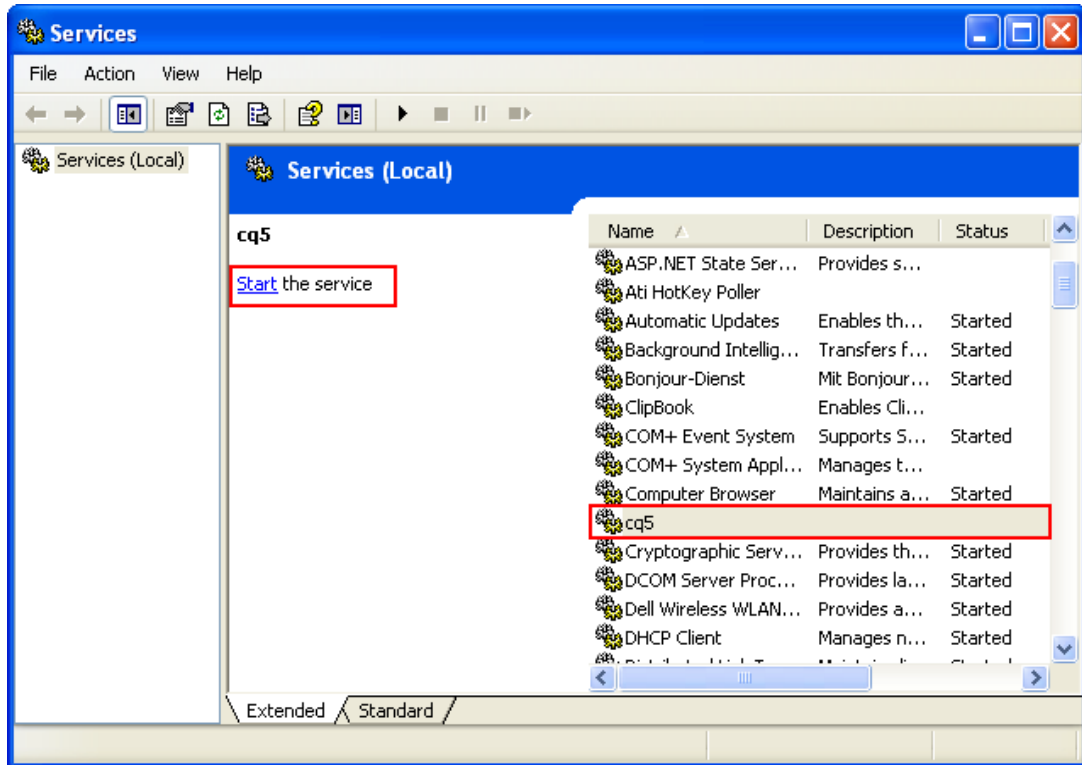 Services
File Action View Help
Services (Local)
Services (Local)
cq5
Start the service
Name Description Status
ASP.NET State Ser... Provides s...
Ati HotKey Poller
Automatic Updates Enables th... Started
Background Intellig... Transfers f... Started
Bonjour-Dienst Mit Bonjour... Started
ClipBook Enables Cli...
COM+ Event System Supports S... Started
COM+ System Appl... Manages t...
Computer Browser Maintains a... Started
cq5
Cryptographic Serv... Provides th... Started
DCOM Server Proc... Provides la... Started
Dell Wireless WLAN... Provides a... Started
DHCP Client Manages n... Started
Extended Standard